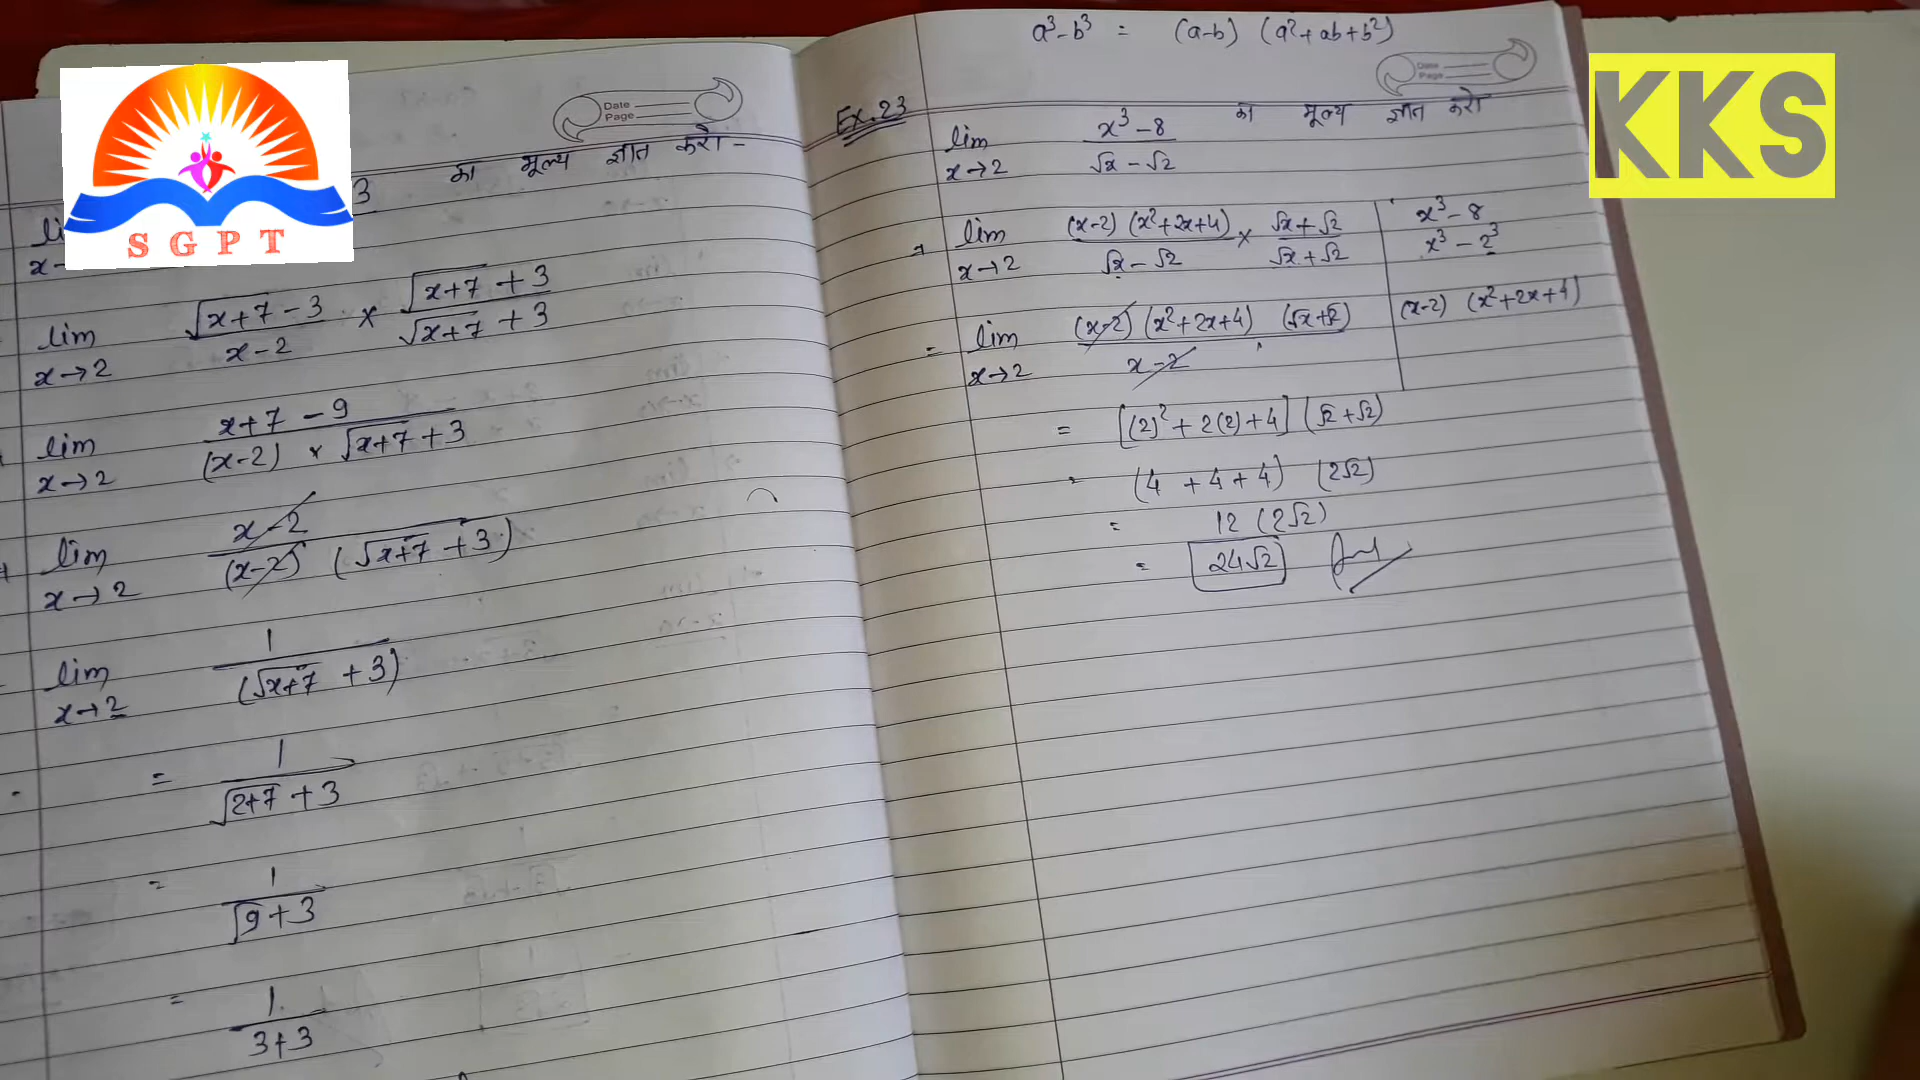 SGPT
KKS
Date
Page
3 का मूल्य ज्ञात करो -
li
x
lim x→2 √x+7 - 3 / x-2 × √x+7 + 3 / √x+7 + 3
lim x→2 x+7 - 9 / (x-2) × √x+7 + 3
lim x→2 x-2 / (x-2) (√x+7 + 3)
lim x→2 1 / (√x+7 + 3)
= 1 / √2+7 + 3
= 1 / √9 + 3
= 1 / 3+3
a³-b³ = (a-b) (a²+ab+b²)
Date
Page
Ex.23 lim x→2 x³-8 / √x - √2 का मूल्य ज्ञात करो
⇒ lim x→2 (x-2) (x²+2x+4) / √x - √2 × √x + √2 / √x + √2
x³-8
x³-2³
= lim x→2 (x-2) (x²+2x+4) (√x+√2) / x-2
(x-2) (x²+2x+4)
= [(2)²+2(2)+4] (√2+√2)
= (4 + 4 + 4) (2√2)
= 12 (2√2)
= 24√2 Ans